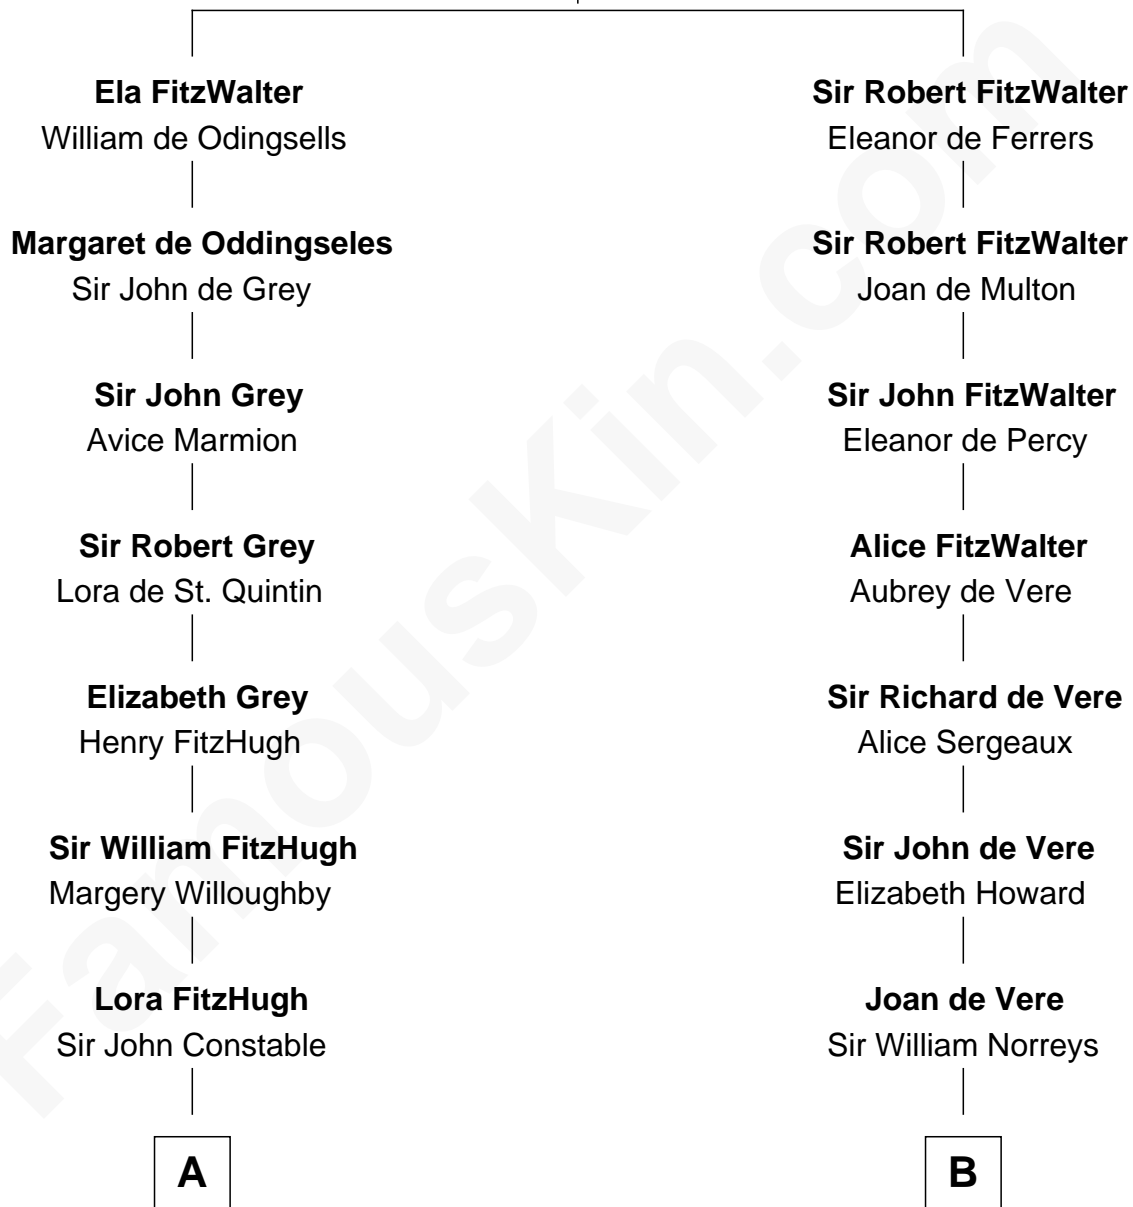 Ela FitzWalter
William de Odingsells
Margaret de Oddingseles
Sir John de Grey
Sir John Grey
Avice Marmion
Sir Robert Grey
Lora de St. Quintin
Elizabeth Grey
Henry FitzHugh
Sir William FitzHugh
Margery Willoughby
Lora FitzHugh
Sir John Constable
A
Sir Robert FitzWalter
Eleanor de Ferrers
Sir Robert FitzWalter
Joan de Multon
Sir John FitzWalter
Eleanor de Percy
Alice FitzWalter
Aubrey de Vere
Sir Richard de Vere
Alice Sergeaux
Sir John de Vere
Elizabeth Howard
Joan de Vere
Sir William Norreys
B
FamousKin.com